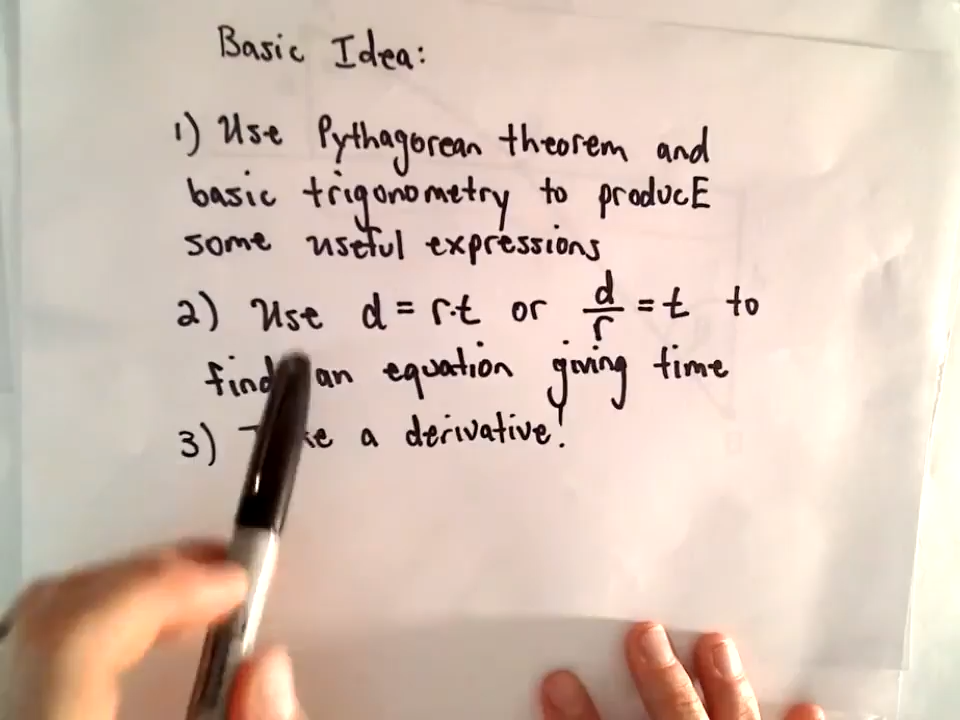 Basic Idea:
1) Use Pythagorean theorem and
basic trigonometry to producE
some useful expressions
2) Use d = r·t or d/r = t to
find an equation giving time
3) a derivative!